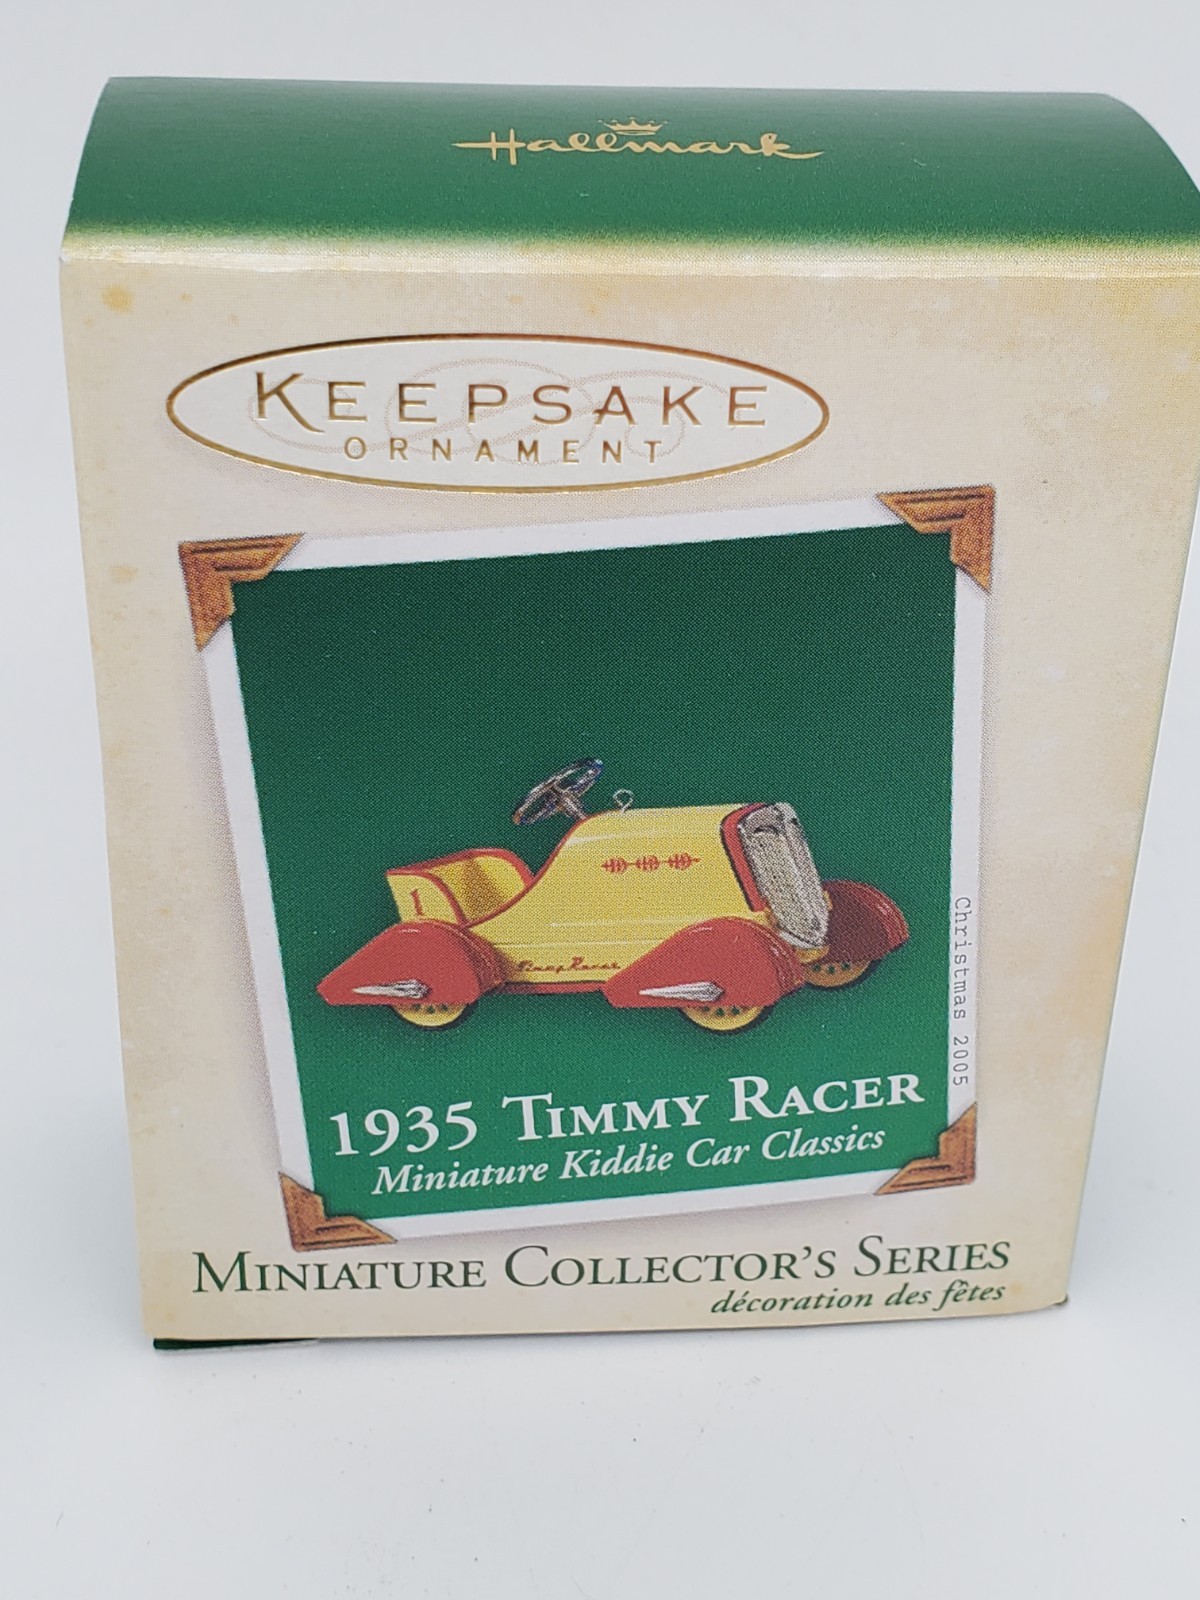 Hallmark
KEEPSAKE
ORNAMENT
1
Timmy Racer
Christmas 2005
1935 TIMMY RACER
Miniature Kiddie Car Classics
MINIATURE COLLECTOR'S SERIES
décoration des fêtes